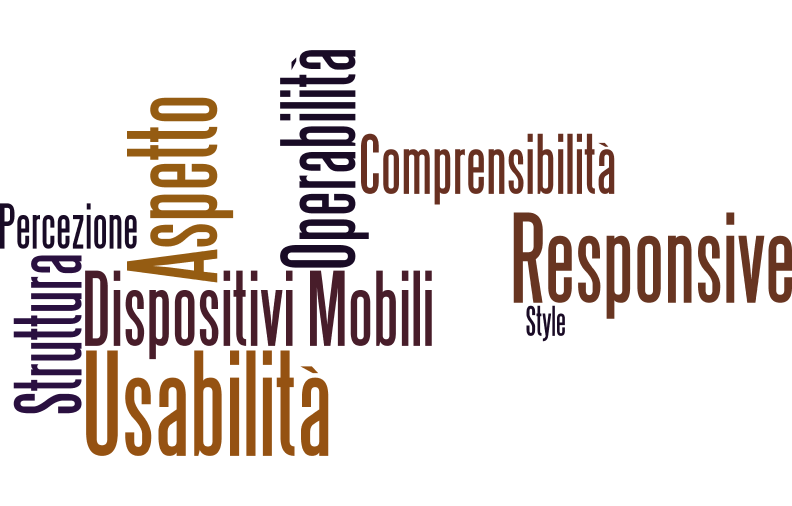 Operabilità
Aspetto
Comprensibilità
Percezione
Responsive
Struttura
Dispositivi Mobili
Style
Usabilità